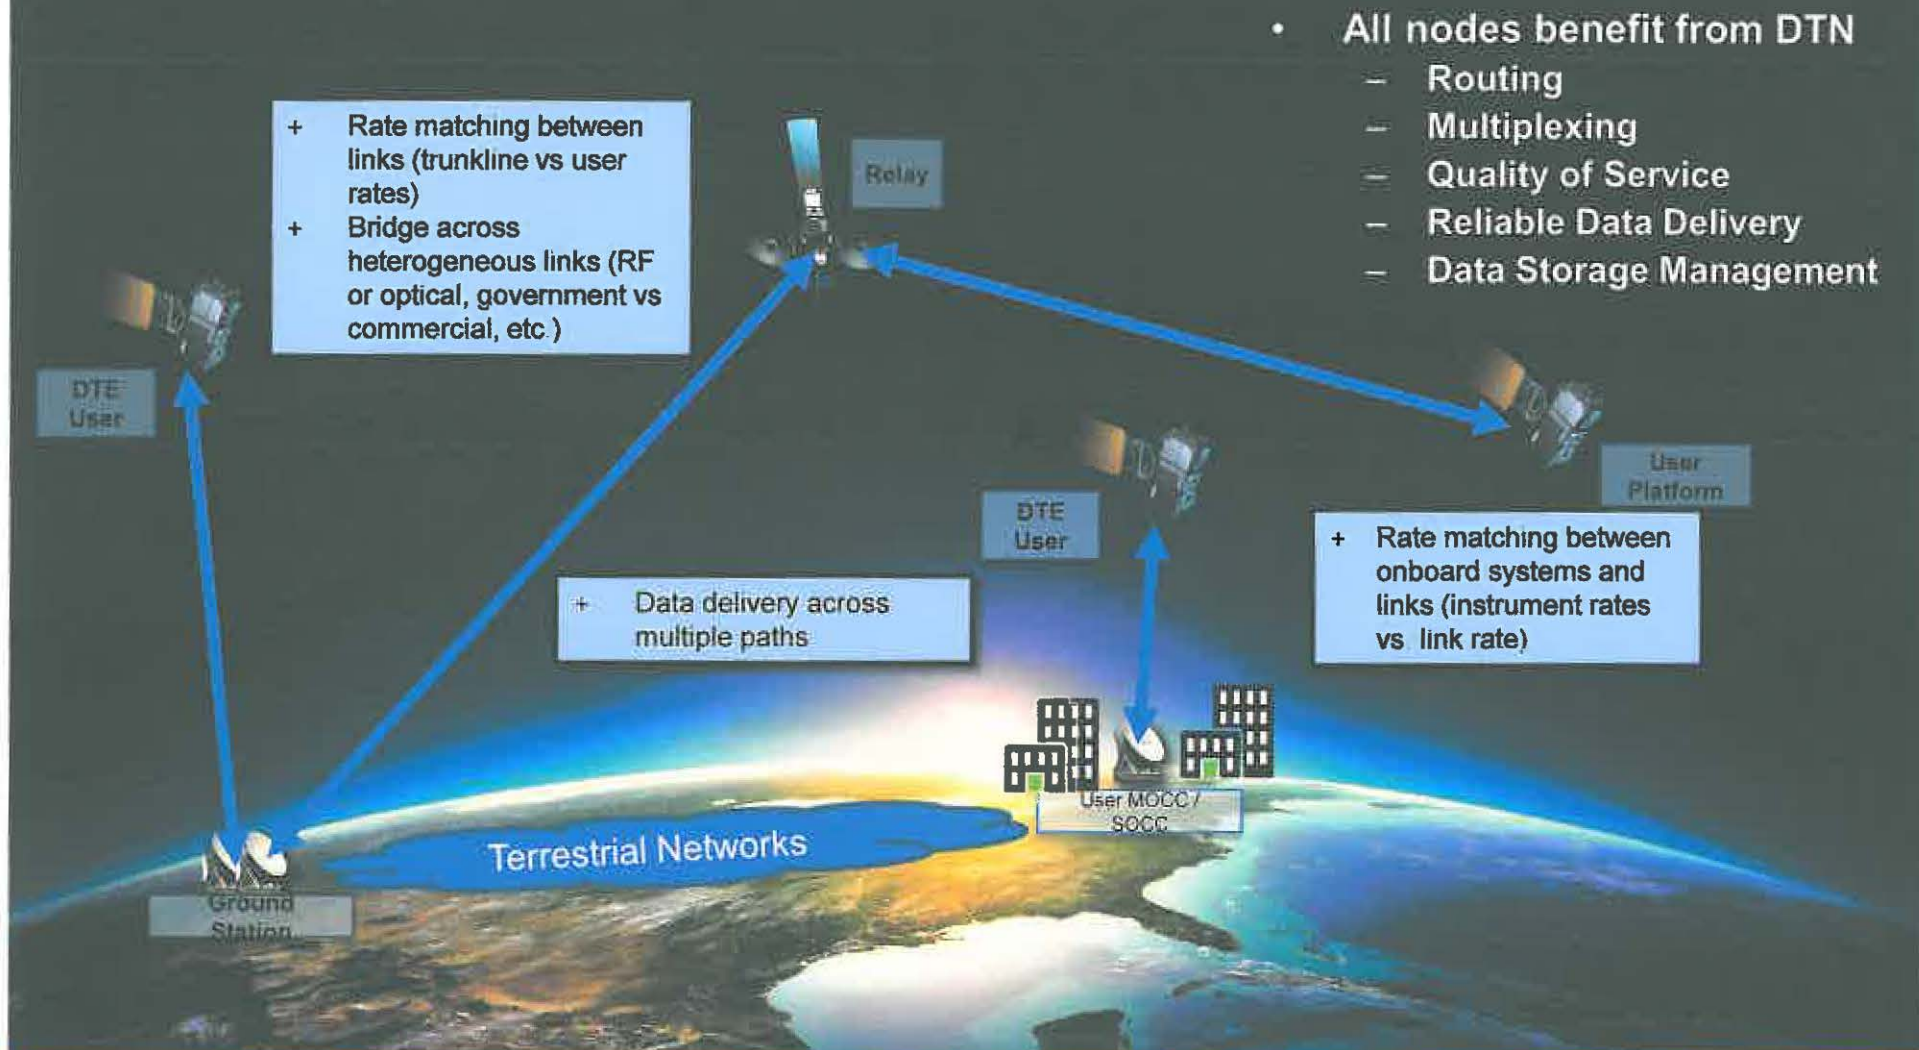 • All nodes benefit from DTN
– Routing
– Multiplexing
– Quality of Service
– Reliable Data Delivery
– Data Storage Management
+ Rate matching between
links (trunkline vs user
rates)
+ Bridge across
heterogeneous links (RF
or optical, government vs
commercial, etc.)
Relay
DTE
User
DTE
User
User
Platform
+ Rate matching between
onboard systems and
links (instrument rates
vs. link rate)
+ Data delivery across
multiple paths
User MOCC /
SOCC
Terrestrial Networks
Ground
Station